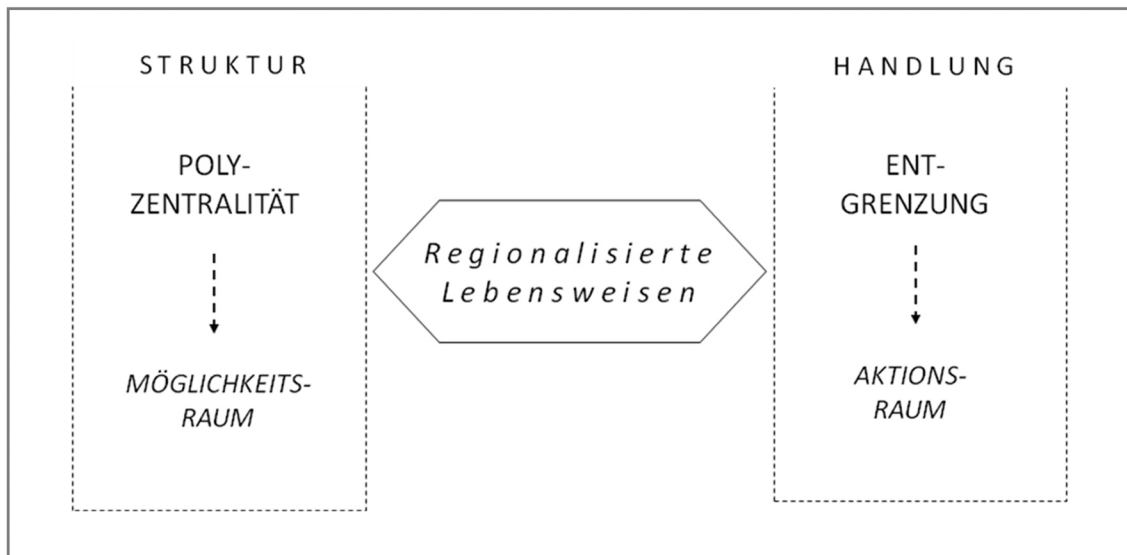 STRUKTUR
POLY-
ZENTRALITÄT
MÖGLICHKEITS-
RAUM
Regionalisierte
Lebensweisen
HANDLUNG
ENT-
GRENZUNG
AKTIONS-
RAUM